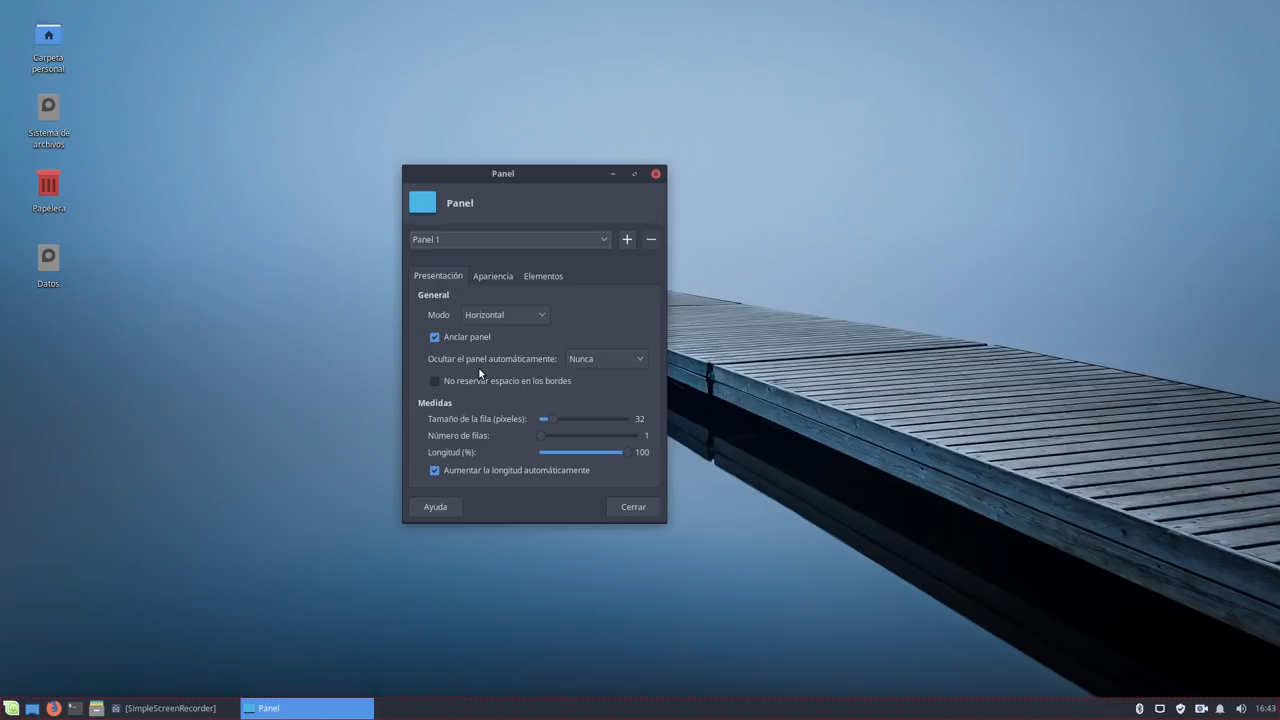 Carpeta
personal
Sistema de
archivos
Papelera
Datos
Panel
Panel
Panel 1
Presentación Apariencia Elementos
General
Modo Horizontal
Anclar panel
Ocultar el panel automáticamente: Nunca
No reservar espacio en los bordes
Medidas
Tamaño de la fila (píxeles): 32
Número de filas: 1
Longitud (%): 100
Aumentar la longitud automáticamente
Ayuda Cerrar
[SimpleScreenRecorder] Panel 16:43